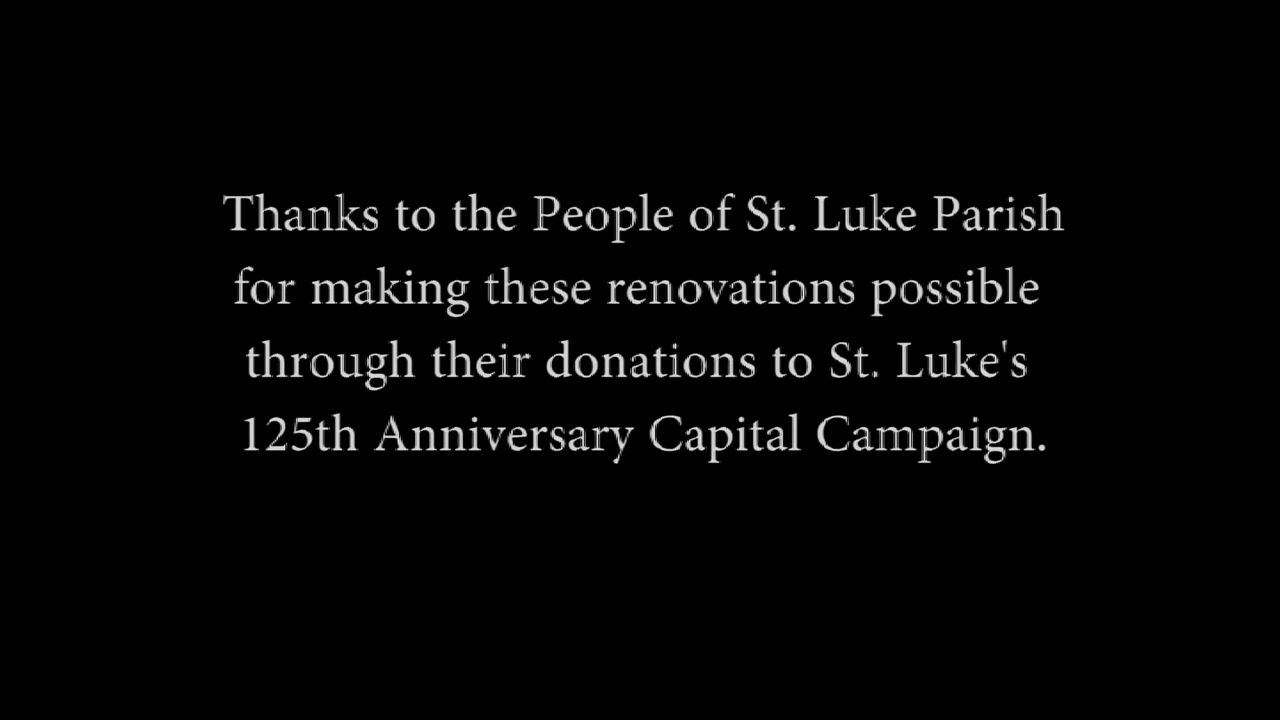 Thanks to the People of St. Luke Parish
for making these renovations possible
through their donations to St. Luke's
125th Anniversary Capital Campaign.